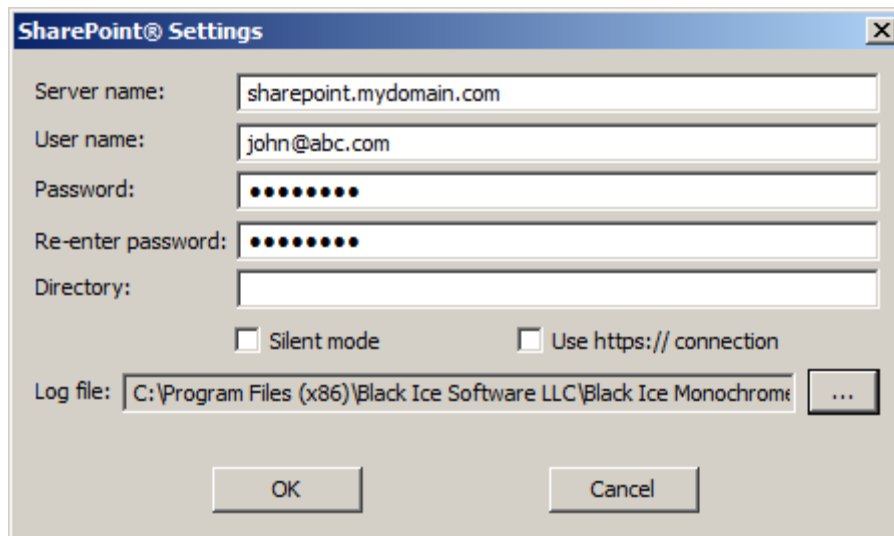 SharePoint® Settings
Server name: sharepoint.mydomain.com
User name: john@abc.com
Password: ●●●●●●●●
Re-enter password: ●●●●●●●●
Directory:
Silent mode Use https:// connection
Log file: C:\Program Files (x86)\Black Ice Software LLC\Black Ice Monochrome ...
OK Cancel